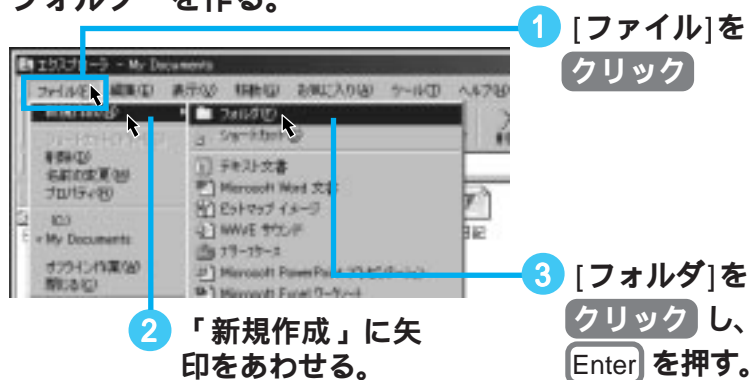 フォルダーを作る。
1 [ファイル]を
クリック
エクスプローラ - My Documents
ファイル(F) 編集(E) 表示(V) 移動(G) お気に入り(A) ツール(T) ヘルプ(H)
フォルダ(F)
ショートカット
削除(D)
名前の変更(M)
プロパティ(R)
テキスト文書
Microsoft Word 文書
ビットマップ イメージ
WAVE サウンド
ブリーフケース
(C:)
My Documents
オフライン作業(W)
閉じる(C)
日記
Microsoft PowerPoint
Microsoft Excel ワークシート
2 「新規作成」に矢
印をあわせる。
3 [フォルダ]を
クリック し、
Enter を押す。